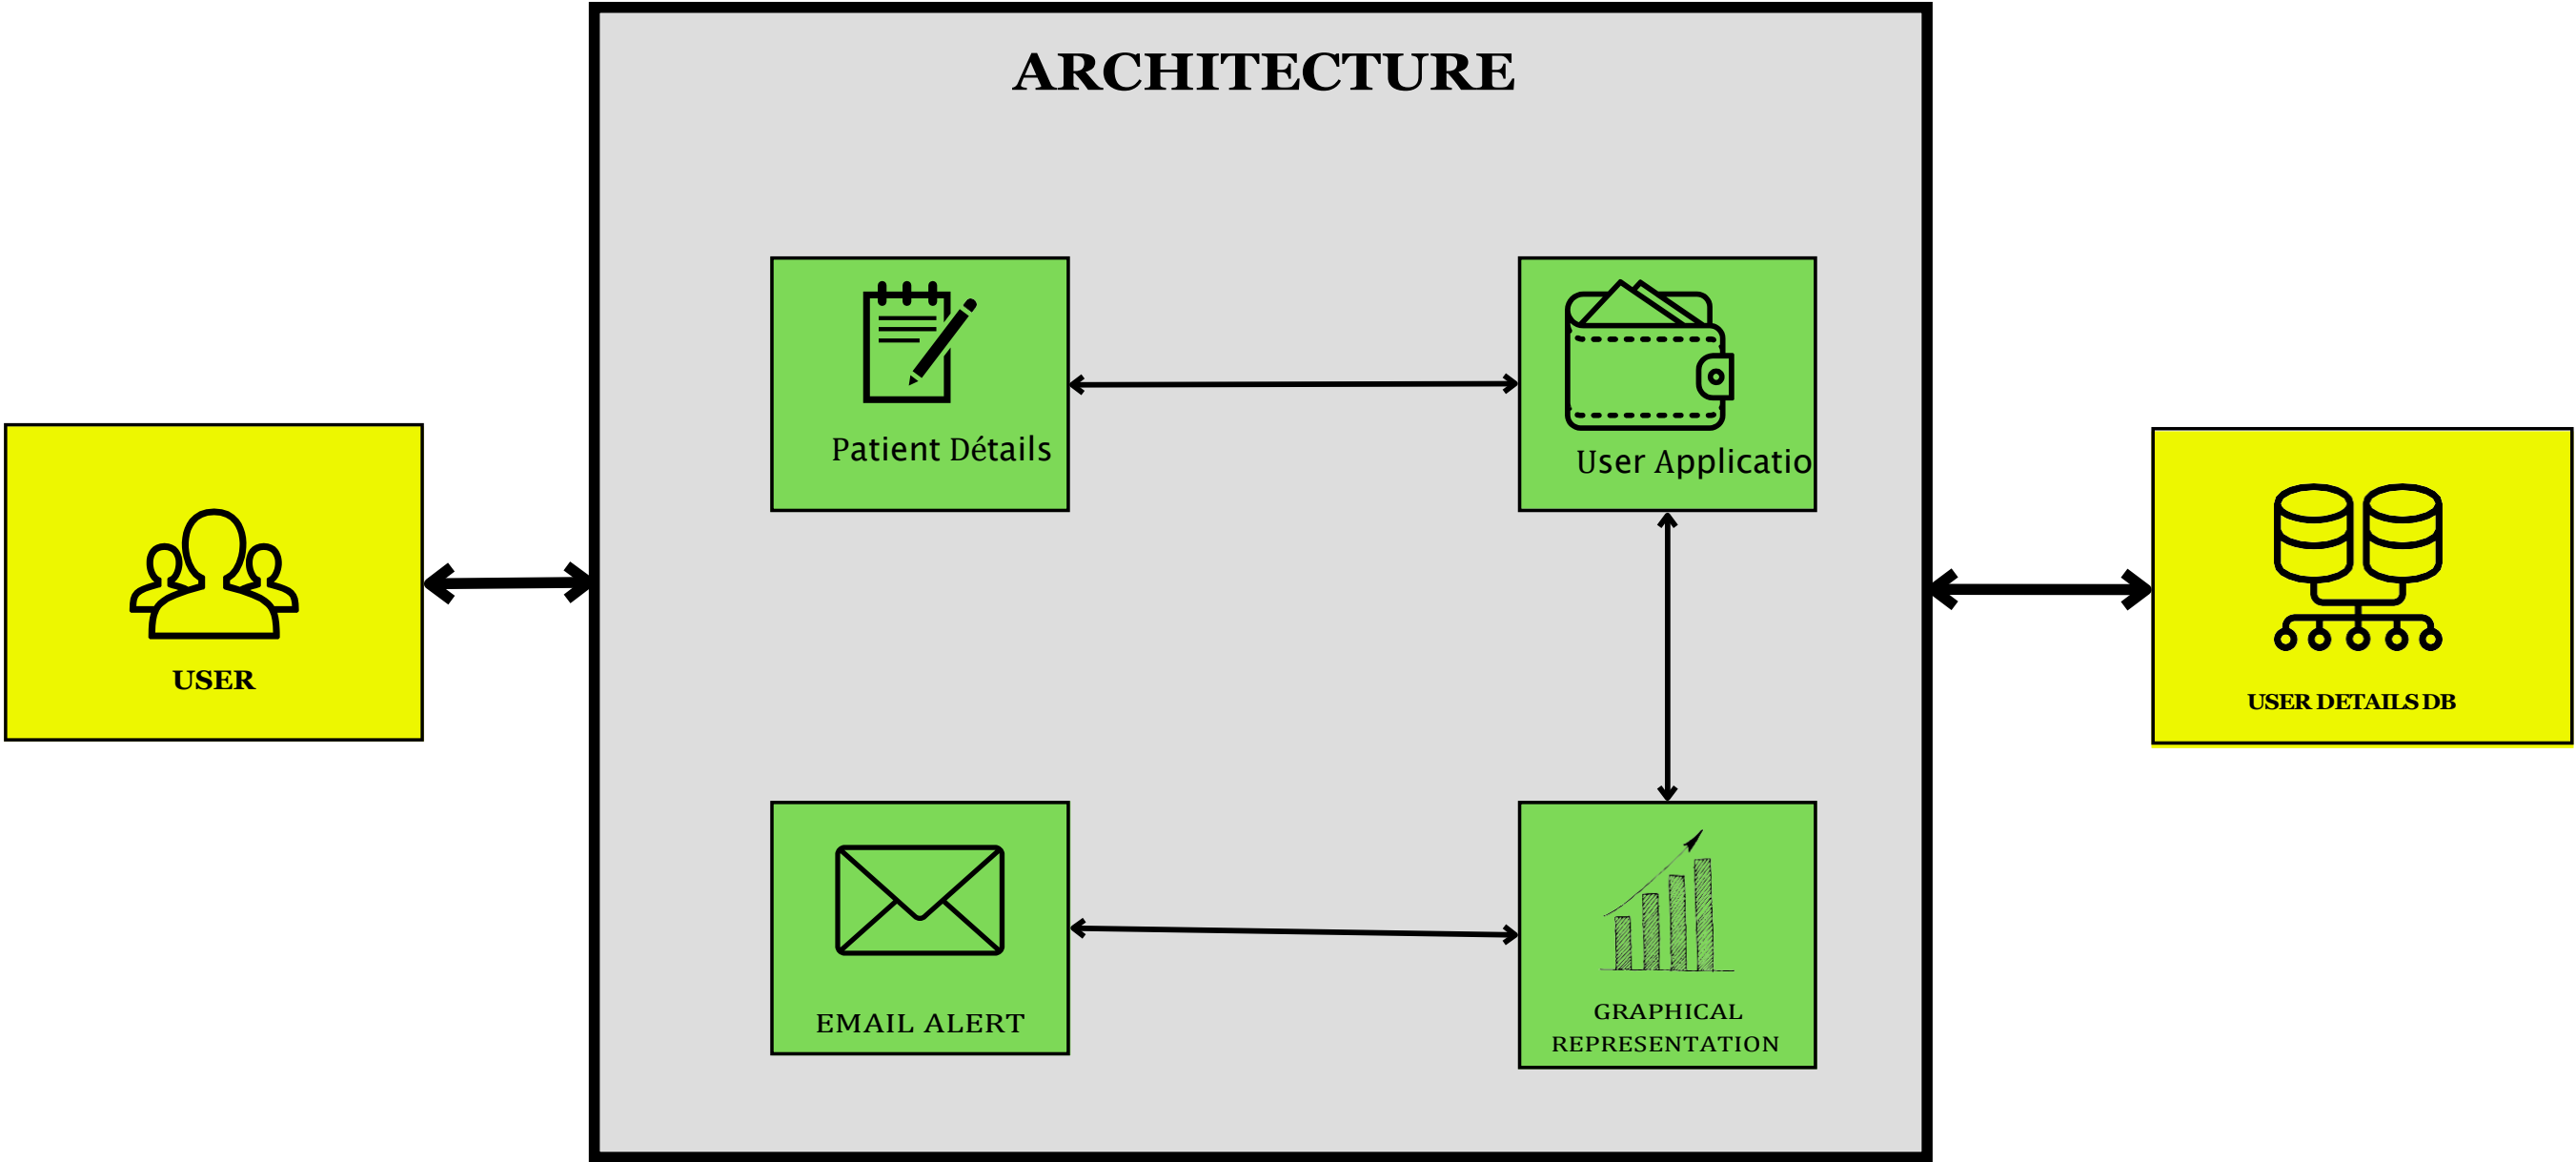 ARCHITECTURE
Patient Détails
User Applicatio
USER
USER DETAILS DB
EMAIL ALERT
GRAPHICAL
REPRESENTATION